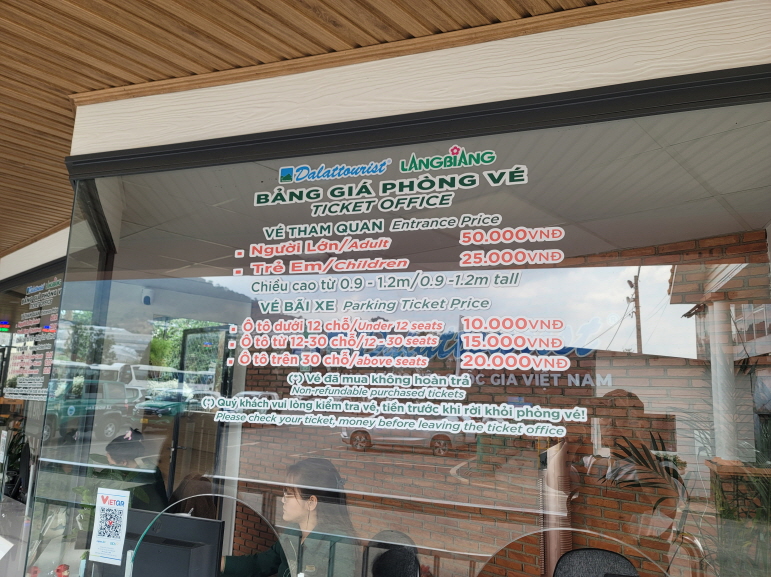 Dalattourist® LANGBIANG
BẢNG GIÁ PHÒNG VÉ
TICKET OFFICE
VÉ THAM QUAN Entrance Price
• Người Lớn/Adult 50.000VNĐ
• Trẻ Em/Children 25.000VNĐ
Chiều cao từ 0.9 - 1.2m/0.9 -1.2m tall
VÉ BÃI XE Parking Ticket Price
• Ô tô dưới 12 chỗ/Under 12 seats 10.000VNĐ
• Ô tô từ 12-30 chỗ/12 - 30 seats 15.000VNĐ
• Ô tô trên 30 chỗ/above seats 20.000VNĐ
GIA VIỆT NAM
(*) Vé đã mua không hoàn trả
Non-refundable purchased tickets
(*) Quý khách vui lòng kiểm tra vé, tiền trước khi rời khỏi phòng vé!
Please check your ticket, money before leaving the ticket office
VIETQR